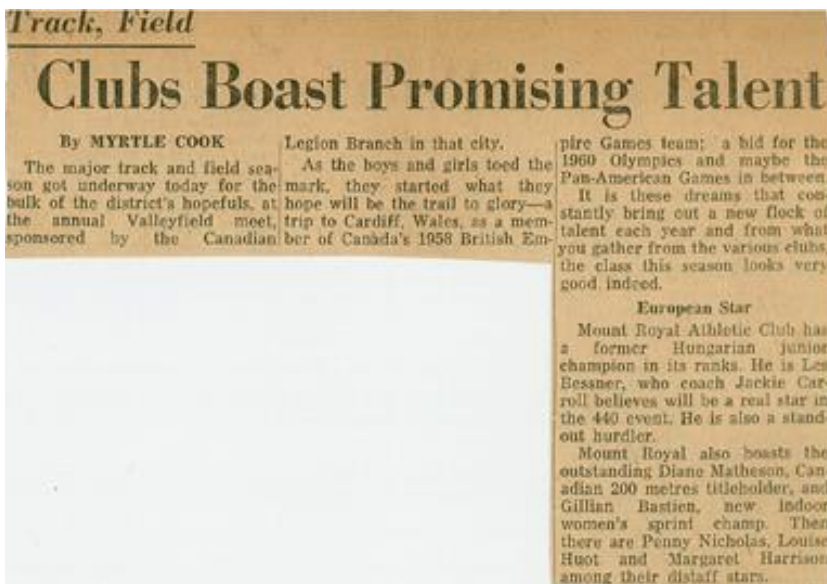 Track, Field
Clubs Boast Promising Talent
By MYRTLE COOK
The major track and field sea-
son got underway today for the
bulk of the district's hopefuls, at
the annual Valleyfield meet,
sponsored by the Canadian
Legion Branch in that city.
As the boys and girls toed the
mark, they started what they
hope will be the trail to glory—a
trip to Cardiff, Wales, as a mem-
ber of Canada's 1958 British Em-
pire Games team; a bid for the
1960 Olympics and maybe the
Pan-American Games in between.
It is these dreams that con-
stantly bring out a new flock of
talent each year and from what
you gather from the various clubs,
the class this season looks very
good indeed.
European Star
Mount Royal Athletic Club has
a former Hungarian junior
champion in its ranks. He is Les
Bessner, who coach Jackie Car-
roll believes will be a real star in
the 440 event. He is also a stand-
out hurdler.
Mount Royal also boasts the
outstanding Diane Matheson, Can-
adian 200 metres titleholder, and
Gillian Bastien, new indoor
women's sprint champ. Then
there are Penny Nicholas, Louise
Huot and Margaret Harrison
among their distaff stars.